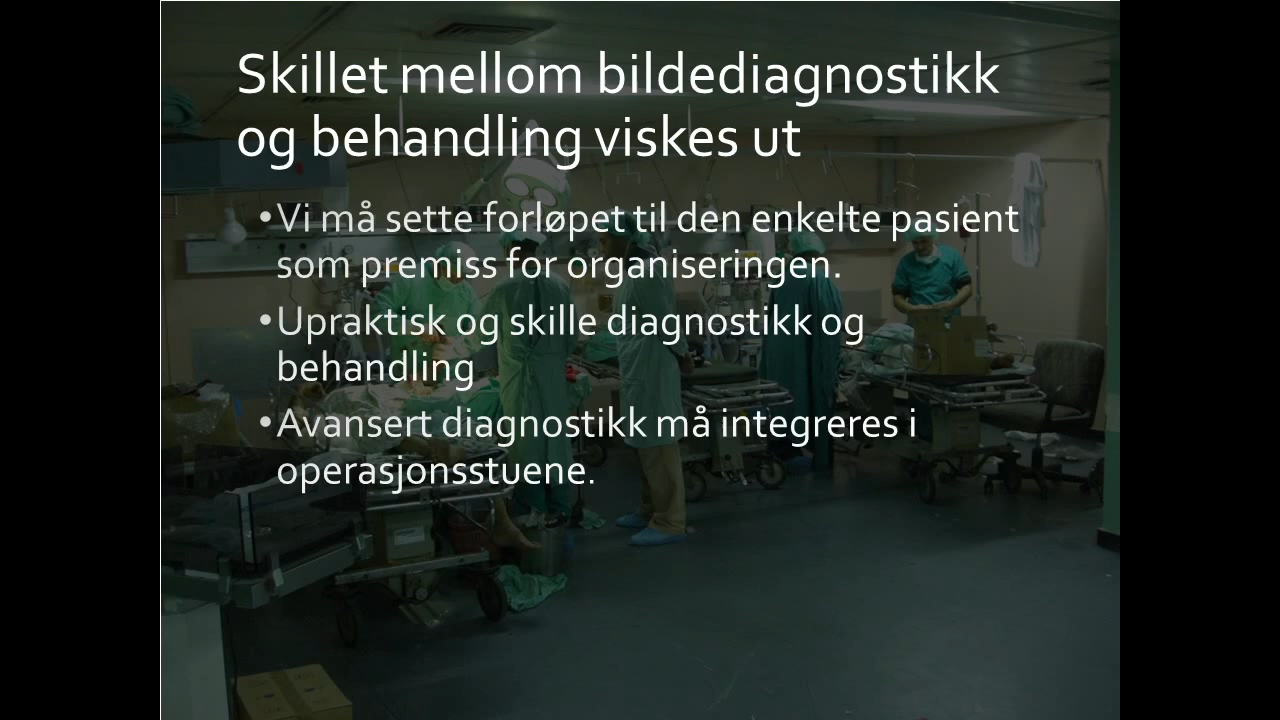 Skillet mellom bildediagnostikk
og behandling viskes ut
•Vi må sette forløpet til den enkelte pasient
som premiss for organiseringen.
•Upraktisk og skille diagnostikk og
behandling
•Avansert diagnostikk må integreres i
operasjonsstuene.